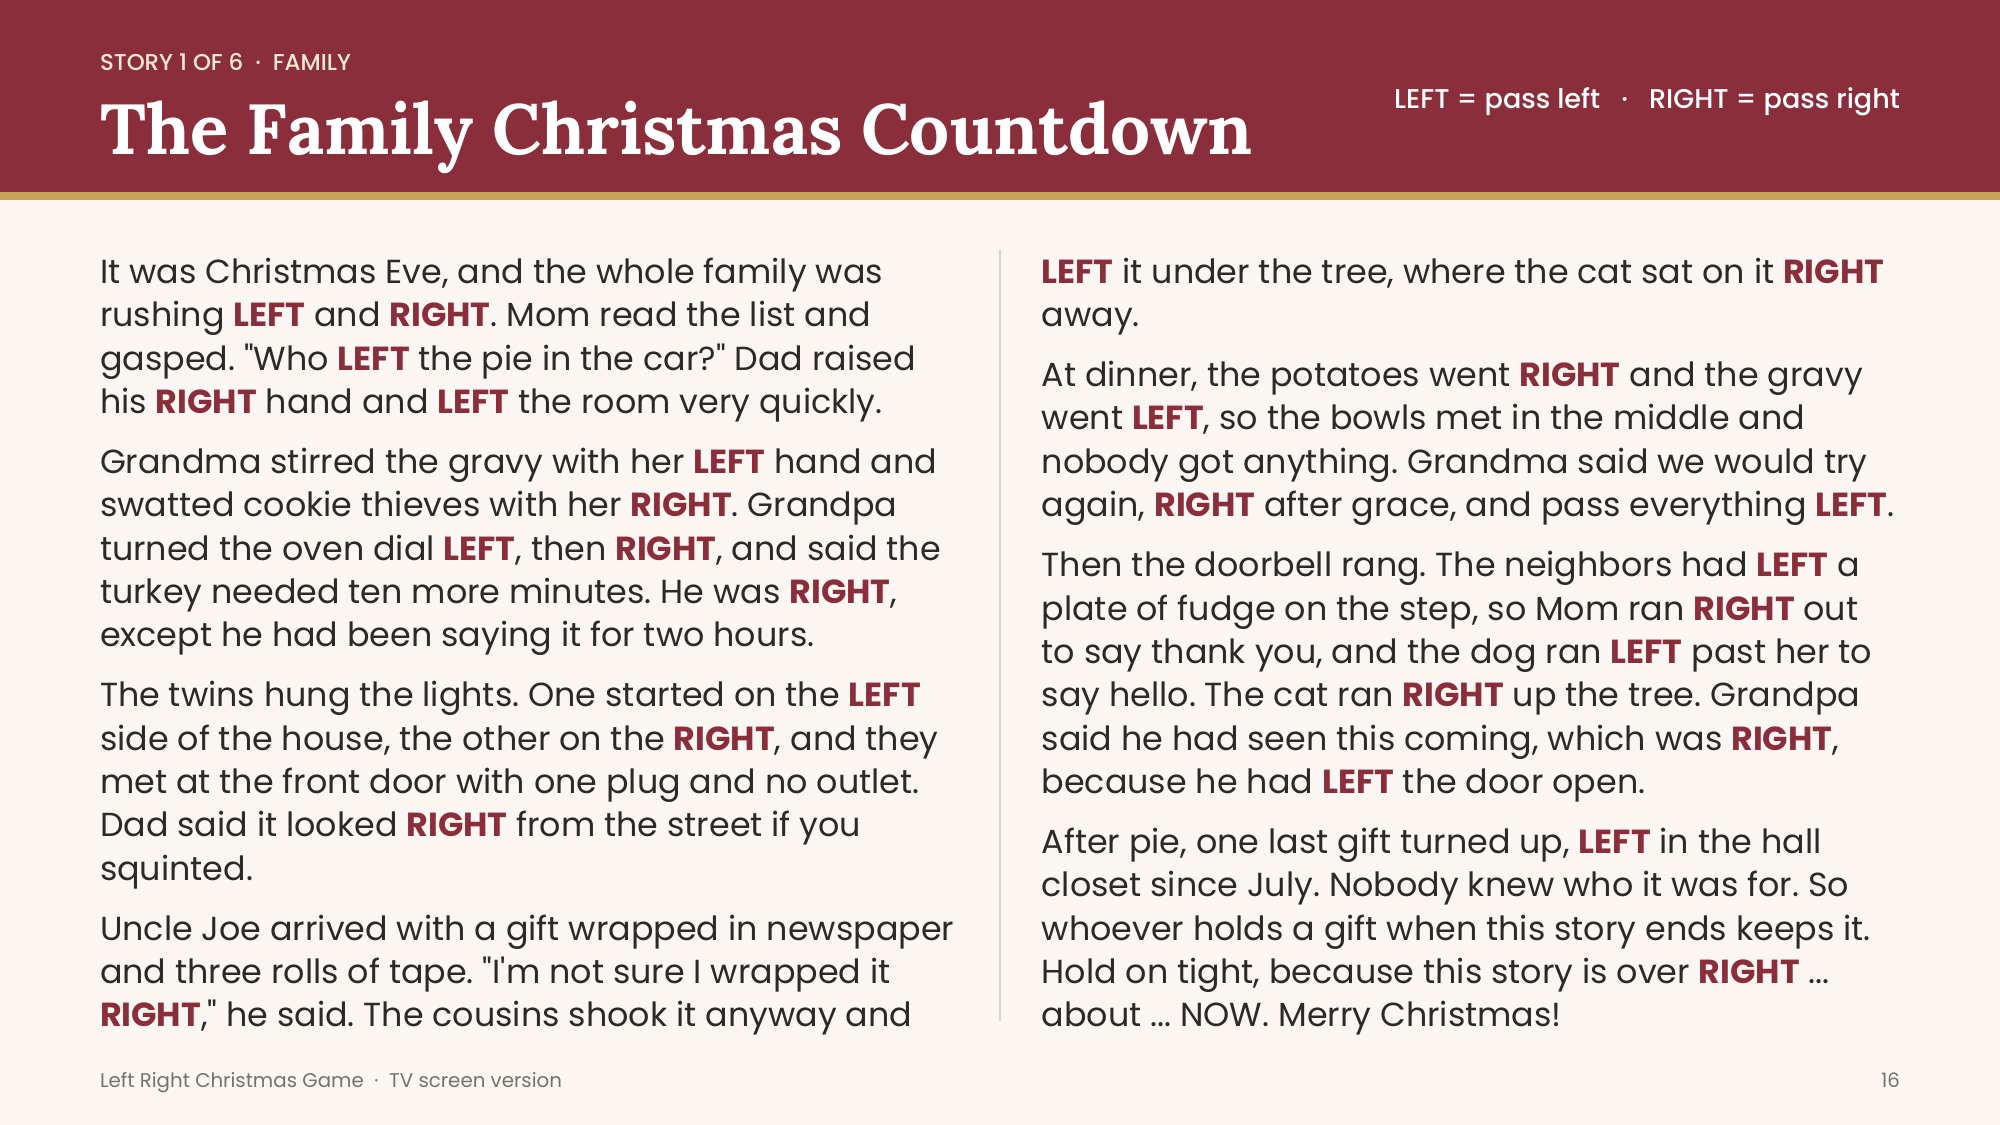 STORY 1 OF 6 · FAMILY
The Family Christmas Countdown
LEFT = pass left · RIGHT = pass right
It was Christmas Eve, and the whole family was
rushing LEFT and RIGHT. Mom read the list and
gasped. "Who LEFT the pie in the car?" Dad raised
his RIGHT hand and LEFT the room very quickly.
Grandma stirred the gravy with her LEFT hand and
swatted cookie thieves with her RIGHT. Grandpa
turned the oven dial LEFT, then RIGHT, and said the
turkey needed ten more minutes. He was RIGHT,
except he had been saying it for two hours.
The twins hung the lights. One started on the LEFT
side of the house, the other on the RIGHT, and they
met at the front door with one plug and no outlet.
Dad said it looked RIGHT from the street if you
squinted.
Uncle Joe arrived with a gift wrapped in newspaper
and three rolls of tape. "I'm not sure I wrapped it
RIGHT," he said. The cousins shook it anyway and
LEFT it under the tree, where the cat sat on it RIGHT
away.
At dinner, the potatoes went RIGHT and the gravy
went LEFT, so the bowls met in the middle and
nobody got anything. Grandma said we would try
again, RIGHT after grace, and pass everything LEFT.
Then the doorbell rang. The neighbors had LEFT a
plate of fudge on the step, so Mom ran RIGHT out
to say thank you, and the dog ran LEFT past her to
say hello. The cat ran RIGHT up the tree. Grandpa
said he had seen this coming, which was RIGHT,
because he had LEFT the door open.
After pie, one last gift turned up, LEFT in the hall
closet since July. Nobody knew who it was for. So
whoever holds a gift when this story ends keeps it.
Hold on tight, because this story is over RIGHT ...
about ... NOW. Merry Christmas!
Left Right Christmas Game · TV screen version
16